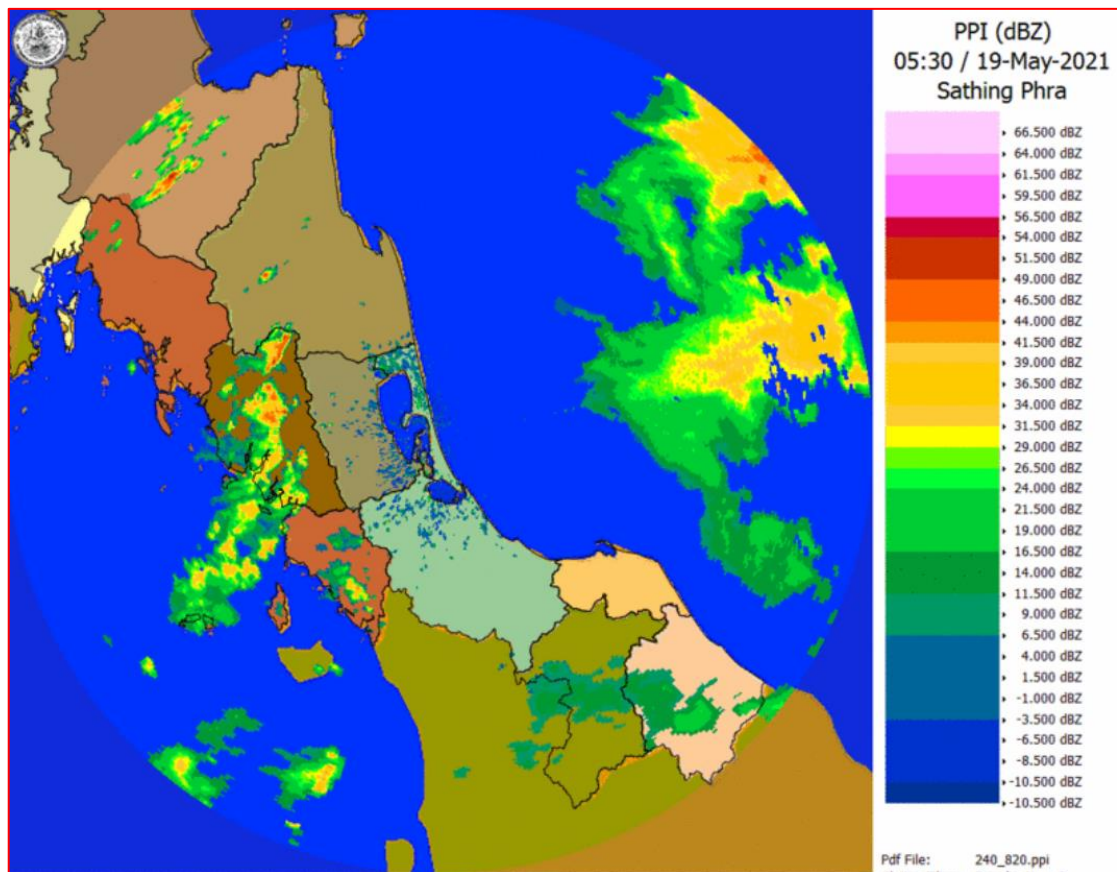 PPI (dBZ)
05:30 / 19-May-2021
Sathing Phra
66.500 dBZ
64.000 dBZ
61.500 dBZ
59.500 dBZ
56.500 dBZ
54.000 dBZ
51.500 dBZ
49.000 dBZ
46.500 dBZ
44.000 dBZ
41.500 dBZ
39.000 dBZ
36.500 dBZ
34.000 dBZ
31.500 dBZ
29.000 dBZ
26.500 dBZ
24.000 dBZ
21.500 dBZ
19.000 dBZ
16.500 dBZ
14.000 dBZ
11.500 dBZ
9.000 dBZ
6.500 dBZ
4.000 dBZ
1.500 dBZ
-1.000 dBZ
-3.500 dBZ
-6.500 dBZ
-8.500 dBZ
-10.500 dBZ
-10.500 dBZ
Pdf File: 240_820.ppi